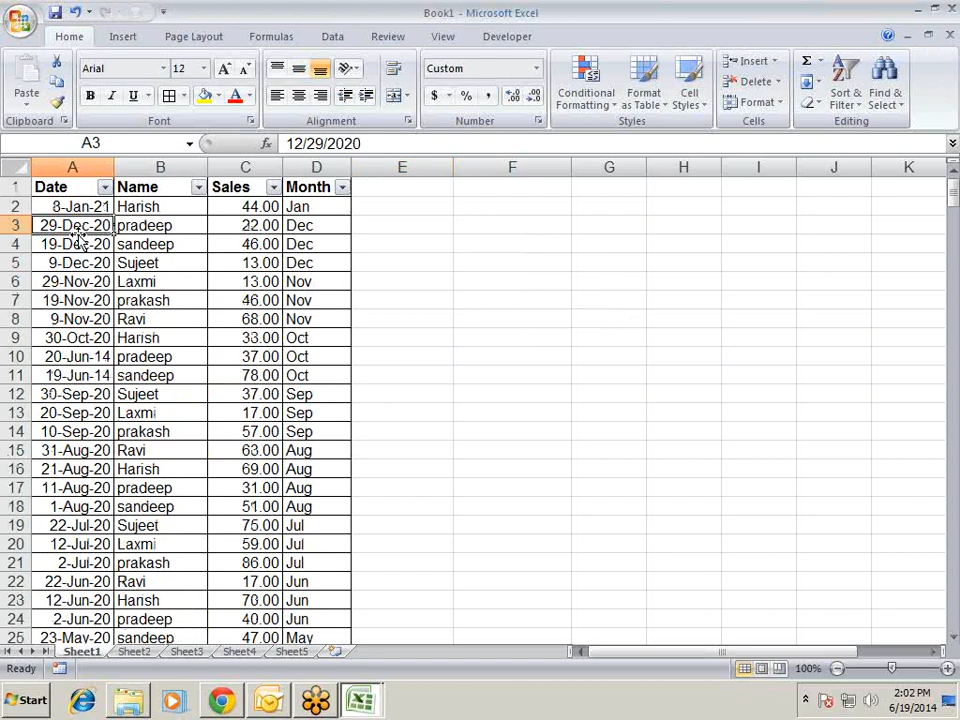 Book1 - Microsoft Excel
Home Insert Page Layout Formulas Data Review View Developer
Paste Arial 12 A A Custom Conditional Formatting Format as Table Cell Styles Insert Delete Format Σ Sort & Filter Find & Select
B I U A $ % , .0 .00 .00 .0
Clipboard Font Alignment Number Styles Cells Editing
A3 fx 12/29/2020
A B C D E F G H I J K
1 Date Name Sales Month
2 8-Jan-21 Harish 44.00 Jan
3 29-Dec-20 pradeep 22.00 Dec
4 19-Dec-20 sandeep 46.00 Dec
5 9-Dec-20 Sujeet 13.00 Dec
6 29-Nov-20 Laxmi 13.00 Nov
7 19-Nov-20 prakash 46.00 Nov
8 9-Nov-20 Ravi 68.00 Nov
9 30-Oct-20 Harish 33.00 Oct
10 20-Jun-14 pradeep 37.00 Oct
11 19-Jun-14 sandeep 78.00 Oct
12 30-Sep-20 Sujeet 37.00 Sep
13 20-Sep-20 Laxmi 17.00 Sep
14 10-Sep-20 prakash 57.00 Sep
15 31-Aug-20 Ravi 63.00 Aug
16 21-Aug-20 Harish 69.00 Aug
17 11-Aug-20 pradeep 31.00 Aug
18 1-Aug-20 sandeep 51.00 Aug
19 22-Jul-20 Sujeet 75.00 Jul
20 12-Jul-20 Laxmi 59.00 Jul
21 2-Jul-20 prakash 86.00 Jul
22 22-Jun-20 Ravi 17.00 Jun
23 12-Jun-20 Harish 70.00 Jun
24 2-Jun-20 pradeep 40.00 Jun
25 23-May-20 sandeep 47.00 May
Sheet1 Sheet2 Sheet3 Sheet4 Sheet5
Ready 100%
Start 2:02 PM
6/19/2014